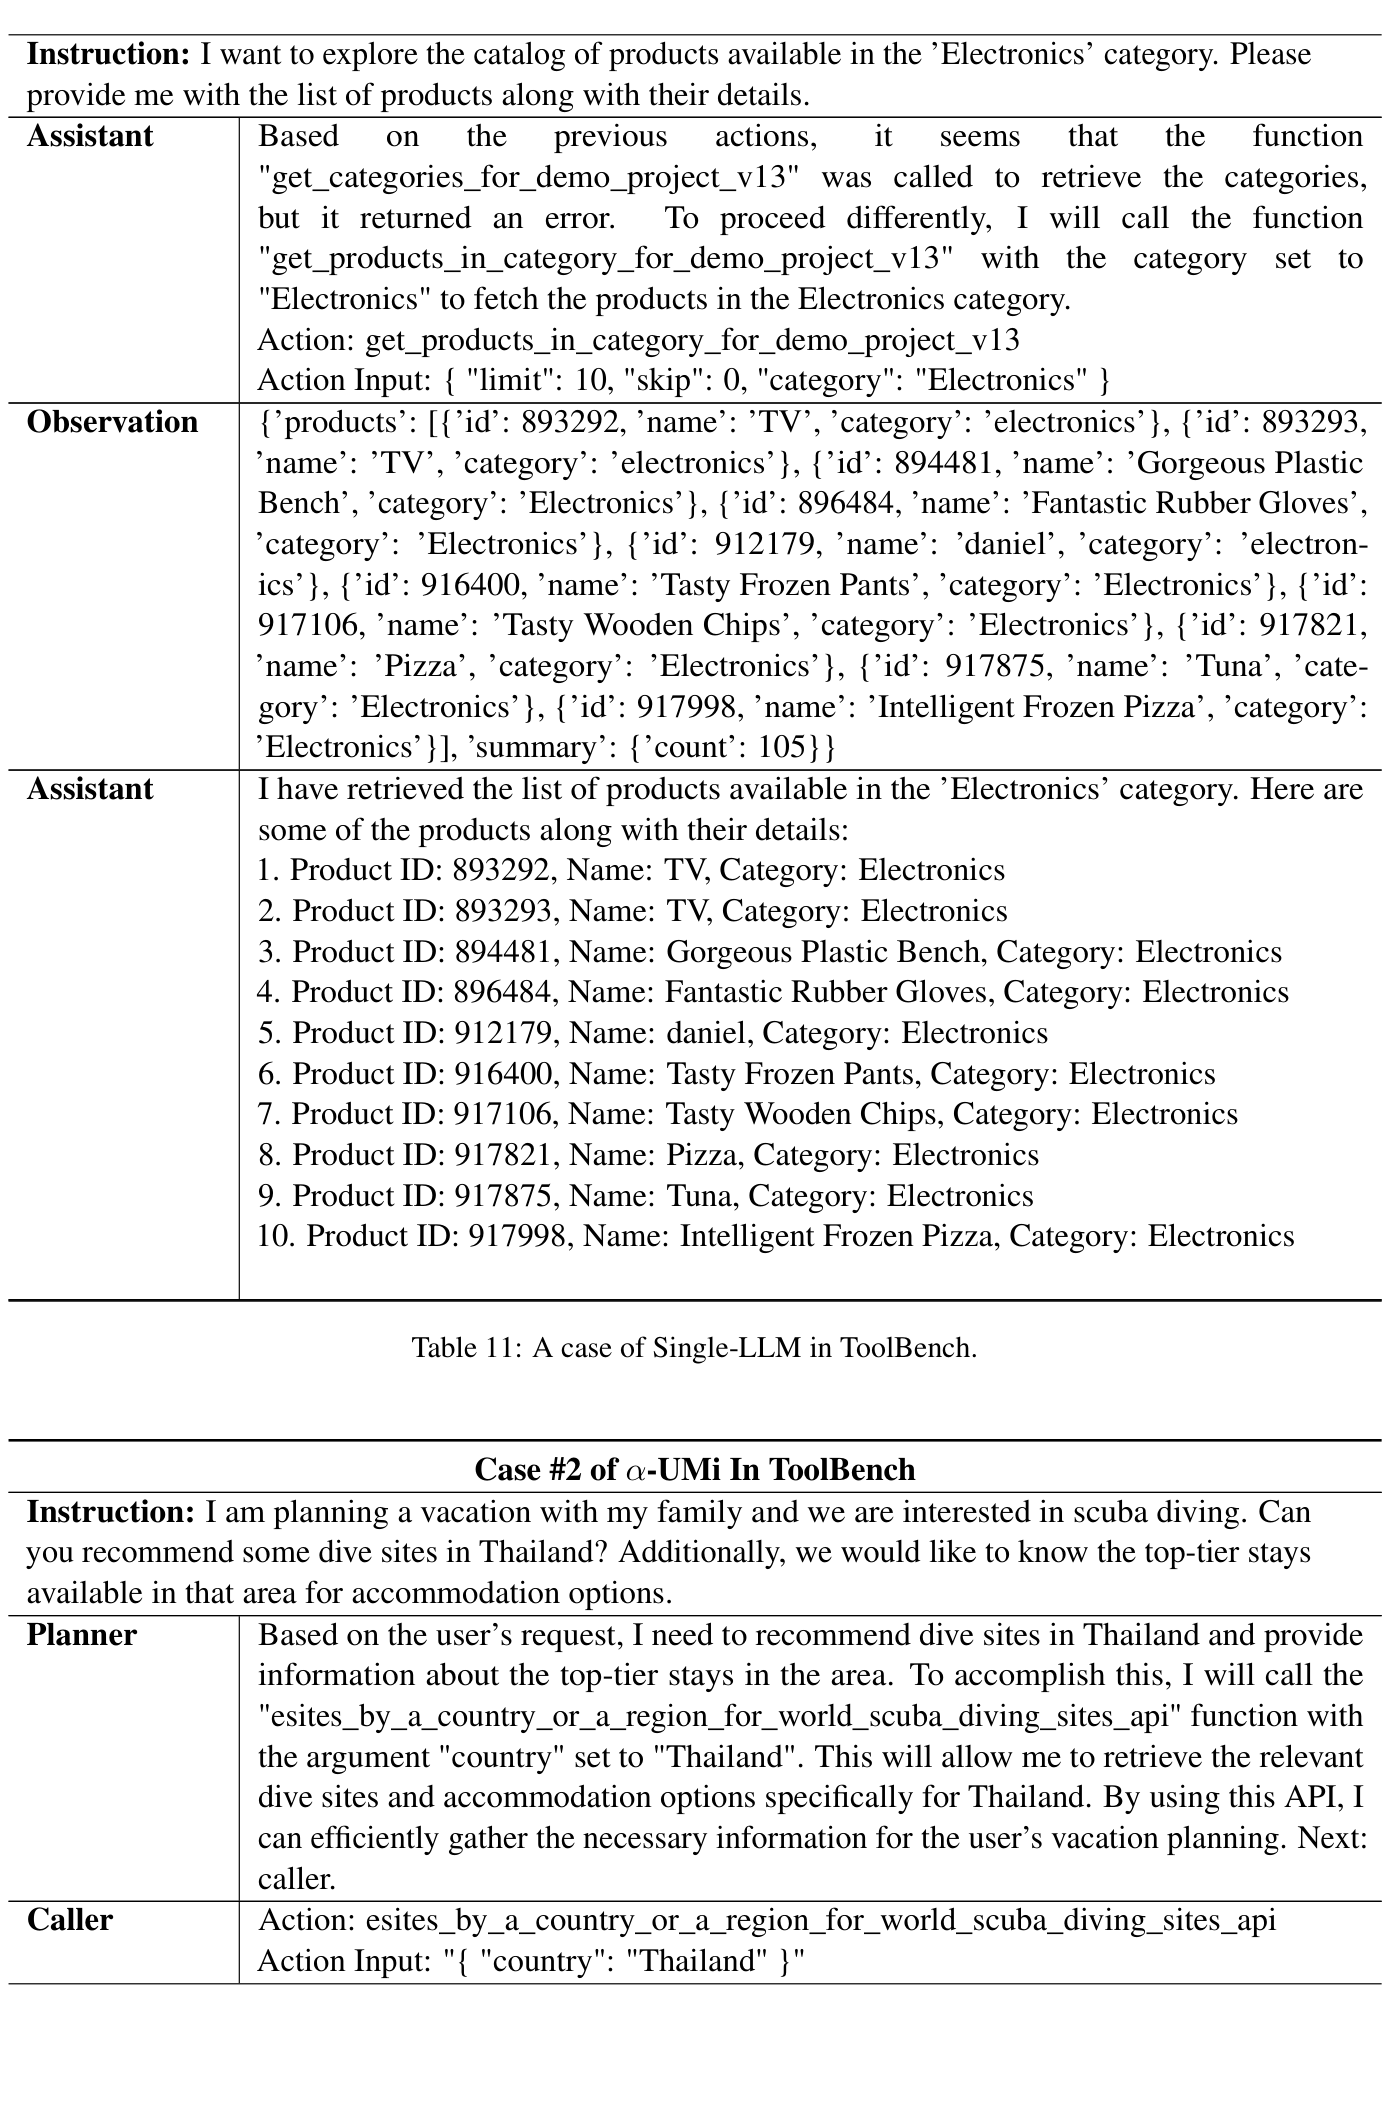 Instruction: I want to explore the catalog of products available in the ’Electronics’ category. Please
provide me with the list of products along with their details.
Assistant
Based on the previous actions, it seems that the function
"get_categories_for_demo_project_v13" was called to retrieve the categories,
but it returned an error. To proceed differently, I will call the function
"get_products_in_category_for_demo_project_v13" with the category set to
"Electronics" to fetch the products in the Electronics category.
Action: get_products_in_category_for_demo_project_v13
Action Input: { "limit": 10, "skip": 0, "category": "Electronics" }
Observation
{’products’: [{’id’: 893292, ’name’: ’TV’, ’category’: ’electronics’}, {’id’: 893293,
’name’: ’TV’, ’category’: ’electronics’}, {’id’: 894481, ’name’: ’Gorgeous Plastic
Bench’, ’category’: ’Electronics’}, {’id’: 896484, ’name’: ’Fantastic Rubber Gloves’,
’category’: ’Electronics’}, {’id’: 912179, ’name’: ’daniel’, ’category’: ’electron-
ics’}, {’id’: 916400, ’name’: ’Tasty Frozen Pants’, ’category’: ’Electronics’}, {’id’:
917106, ’name’: ’Tasty Wooden Chips’, ’category’: ’Electronics’}, {’id’: 917821,
’name’: ’Pizza’, ’category’: ’Electronics’}, {’id’: 917875, ’name’: ’Tuna’, ’cate-
gory’: ’Electronics’}, {’id’: 917998, ’name’: ’Intelligent Frozen Pizza’, ’category’:
’Electronics’}], ’summary’: {’count’: 105}}
Assistant
I have retrieved the list of products available in the ’Electronics’ category. Here are
some of the products along with their details:
1. Product ID: 893292, Name: TV, Category: Electronics
2. Product ID: 893293, Name: TV, Category: Electronics
3. Product ID: 894481, Name: Gorgeous Plastic Bench, Category: Electronics
4. Product ID: 896484, Name: Fantastic Rubber Gloves, Category: Electronics
5. Product ID: 912179, Name: daniel, Category: Electronics
6. Product ID: 916400, Name: Tasty Frozen Pants, Category: Electronics
7. Product ID: 917106, Name: Tasty Wooden Chips, Category: Electronics
8. Product ID: 917821, Name: Pizza, Category: Electronics
9. Product ID: 917875, Name: Tuna, Category: Electronics
10. Product ID: 917998, Name: Intelligent Frozen Pizza, Category: Electronics
Table 11: A case of Single-LLM in ToolBench.
Case #2 of α-UMi In ToolBench
Instruction: I am planning a vacation with my family and we are interested in scuba diving. Can
you recommend some dive sites in Thailand? Additionally, we would like to know the top-tier stays
available in that area for accommodation options.
Planner
Based on the user’s request, I need to recommend dive sites in Thailand and provide
information about the top-tier stays in the area. To accomplish this, I will call the
"esites_by_a_country_or_a_region_for_world_scuba_diving_sites_api" function with
the argument "country" set to "Thailand". This will allow me to retrieve the relevant
dive sites and accommodation options specifically for Thailand. By using this API, I
can efficiently gather the necessary information for the user’s vacation planning. Next:
caller.
Caller
Action: esites_by_a_country_or_a_region_for_world_scuba_diving_sites_api
Action Input: "{ "country": "Thailand" }"